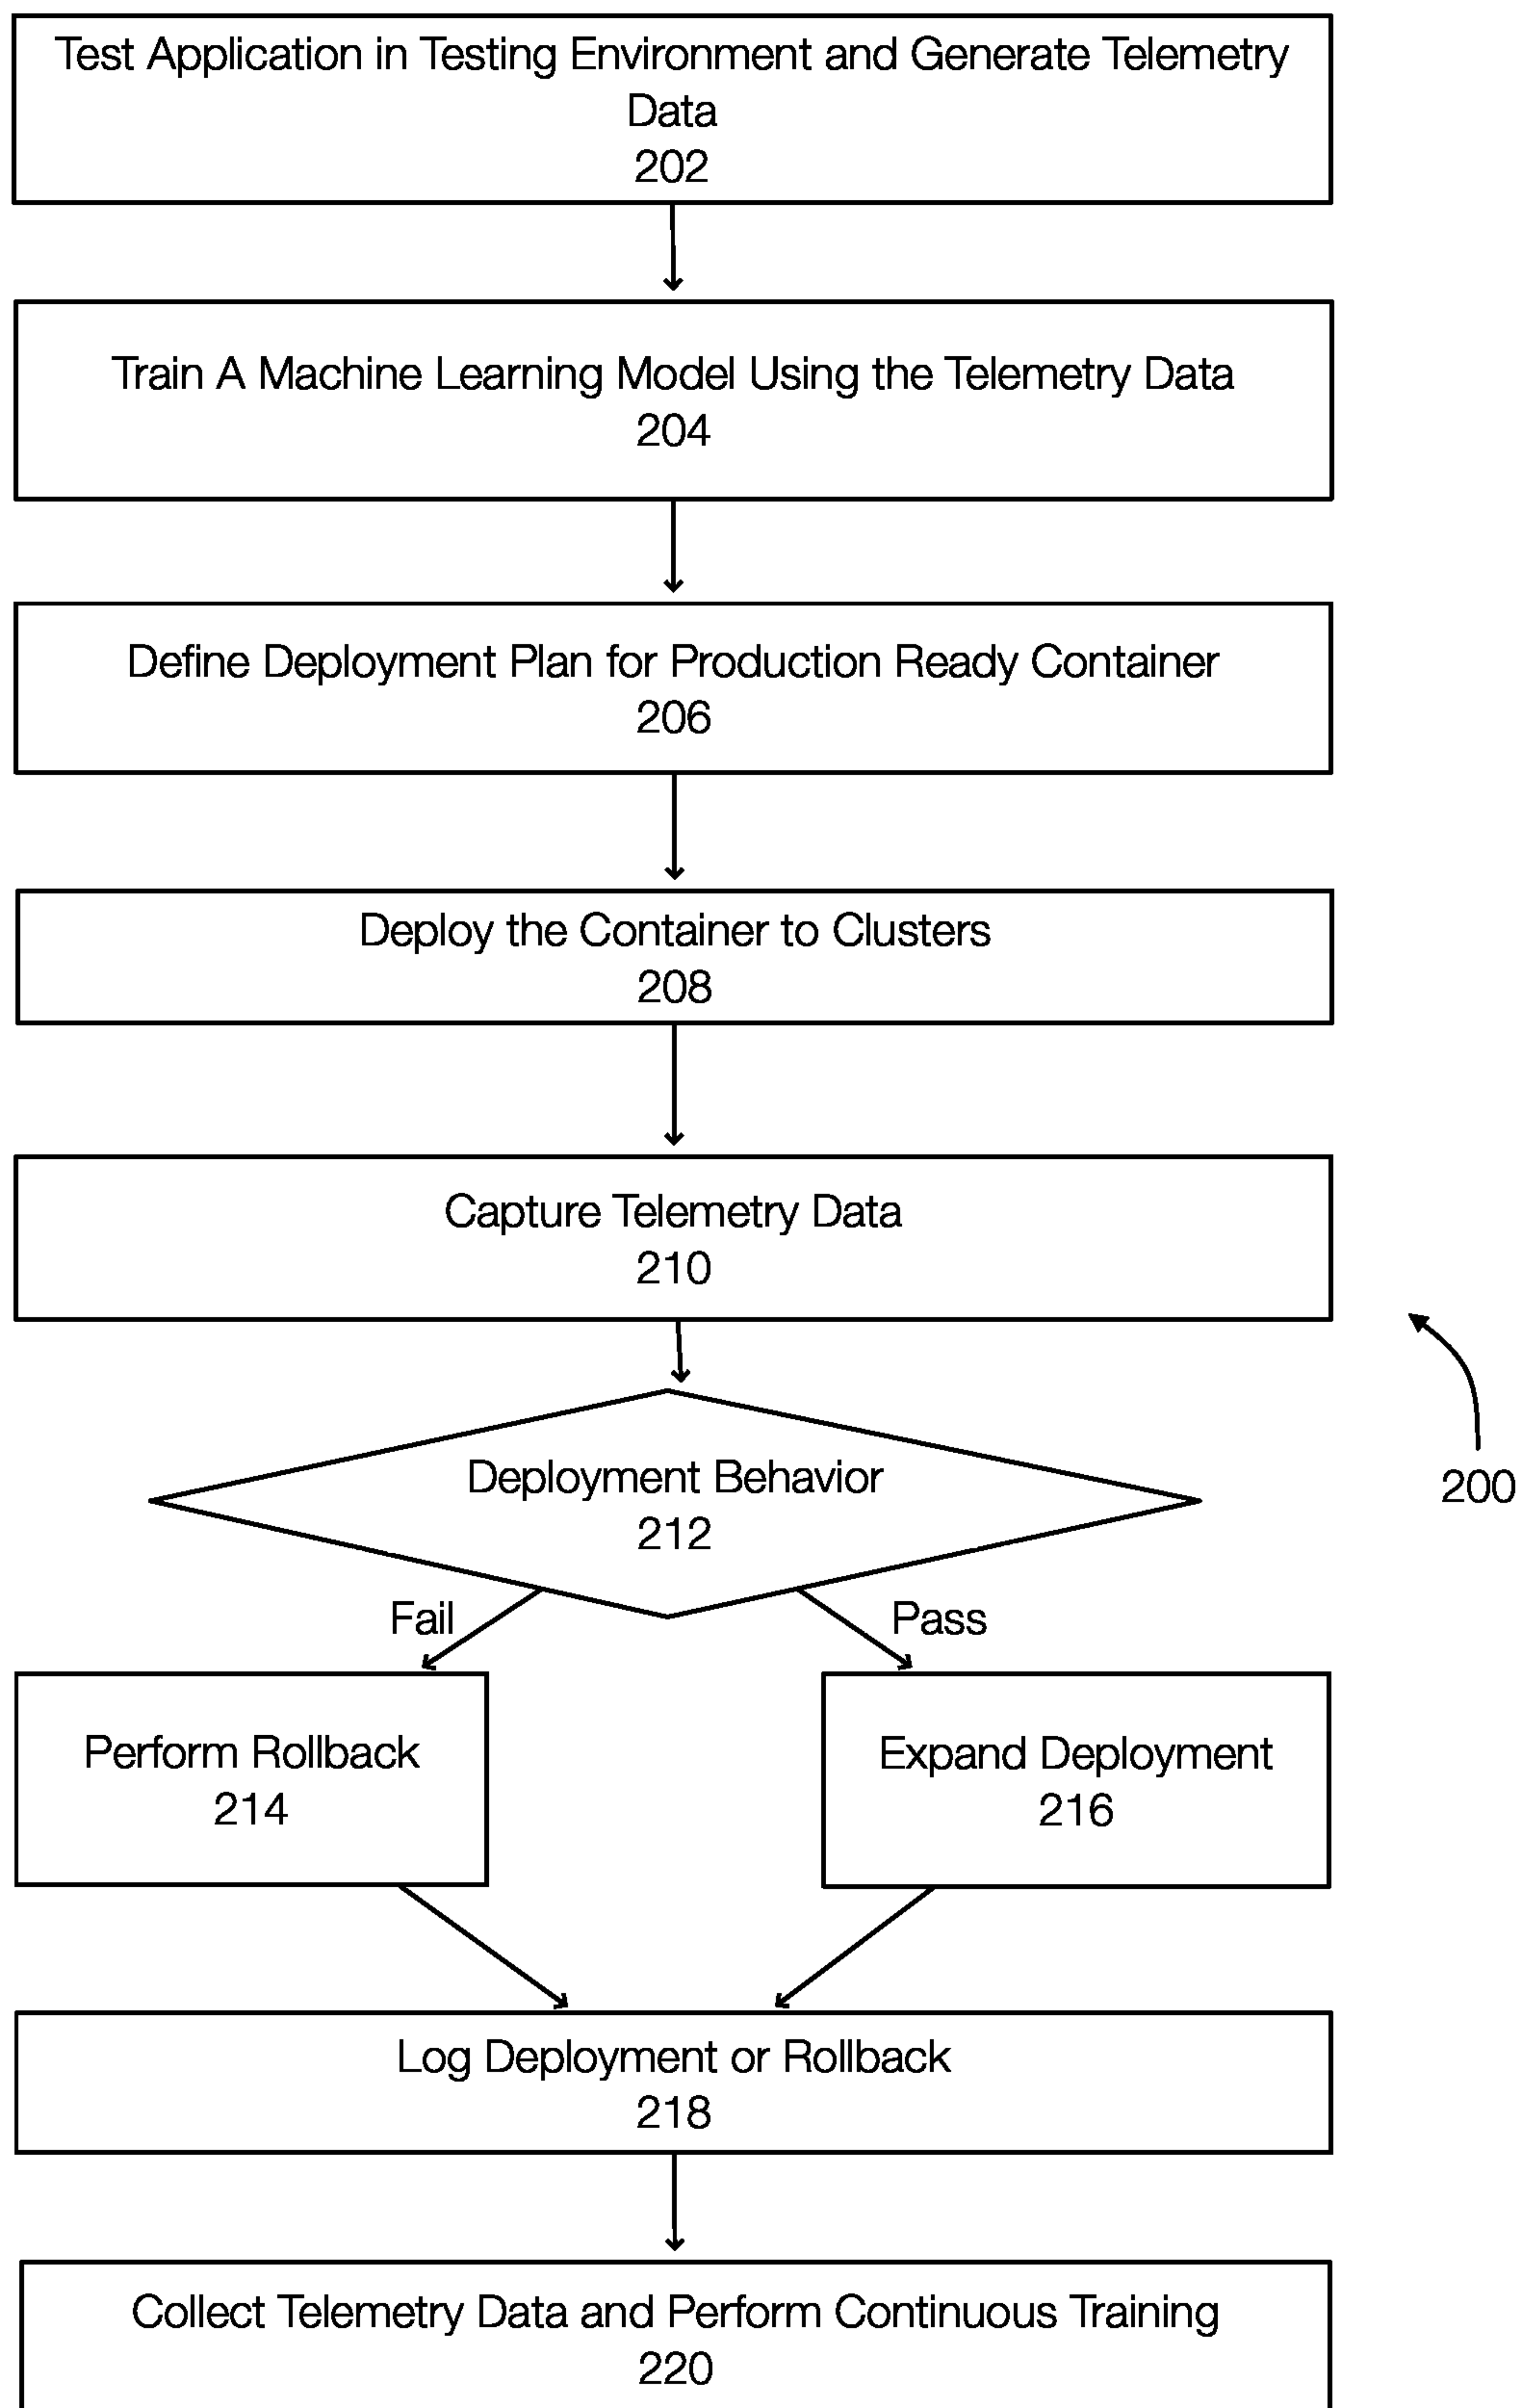 Test Application in Testing Environment and Generate Telemetry
Data
202
Train A Machine Learning Model Using the Telemetry Data
204
Define Deployment Plan for Production Ready Container
206
Deploy the Container to Clusters
208
Capture Telemetry Data
210
Deployment Behavior
212
200
Fail
Pass
Perform Rollback
214
Expand Deployment
216
Log Deployment or Rollback
218
Collect Telemetry Data and Perform Continuous Training
220